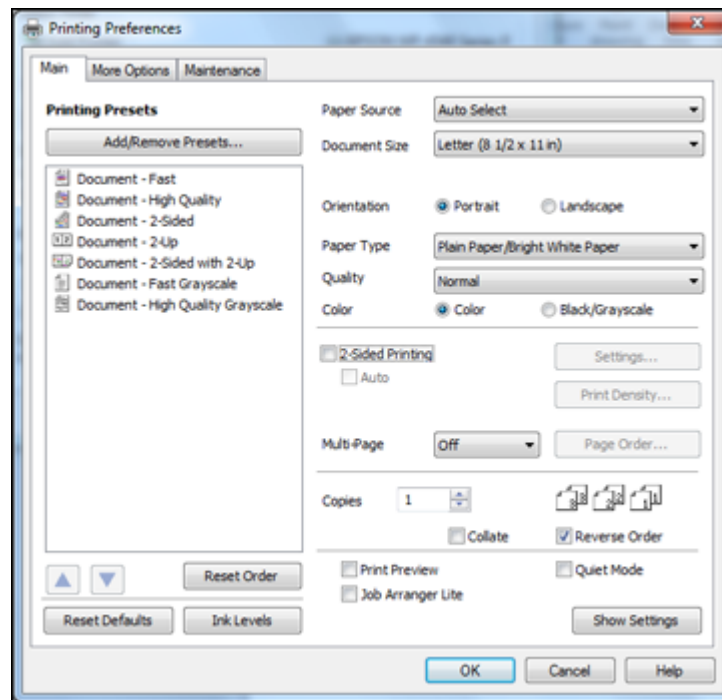 Printing Preferences
Main
More Options
Maintenance
Printing Presets
Add/Remove Presets...
Document - Fast
Document - High Quality
Document - 2-Sided
Document - 2-Up
Document - 2-Sided with 2-Up
Document - Fast Grayscale
Document - High Quality Grayscale
Reset Order
Reset Defaults
Ink Levels
Paper Source
Auto Select
Document Size
Letter (8 1/2 x 11 in)
Orientation
Portrait
Landscape
Paper Type
Plain Paper/Bright White Paper
Quality
Normal
Color
Color
Black/Grayscale
2-Sided Printing
Settings...
Auto
Print Density...
Multi-Page
Off
Page Order...
Copies
1
Collate
Reverse Order
Print Preview
Quiet Mode
Job Arranger Lite
Show Settings
OK
Cancel
Help